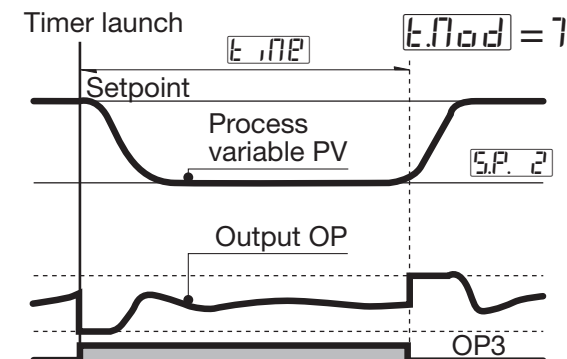 Timer launch
t.Mod = 7
time
Setpoint
Process
variable PV
S.P. 2
Output OP
OP3